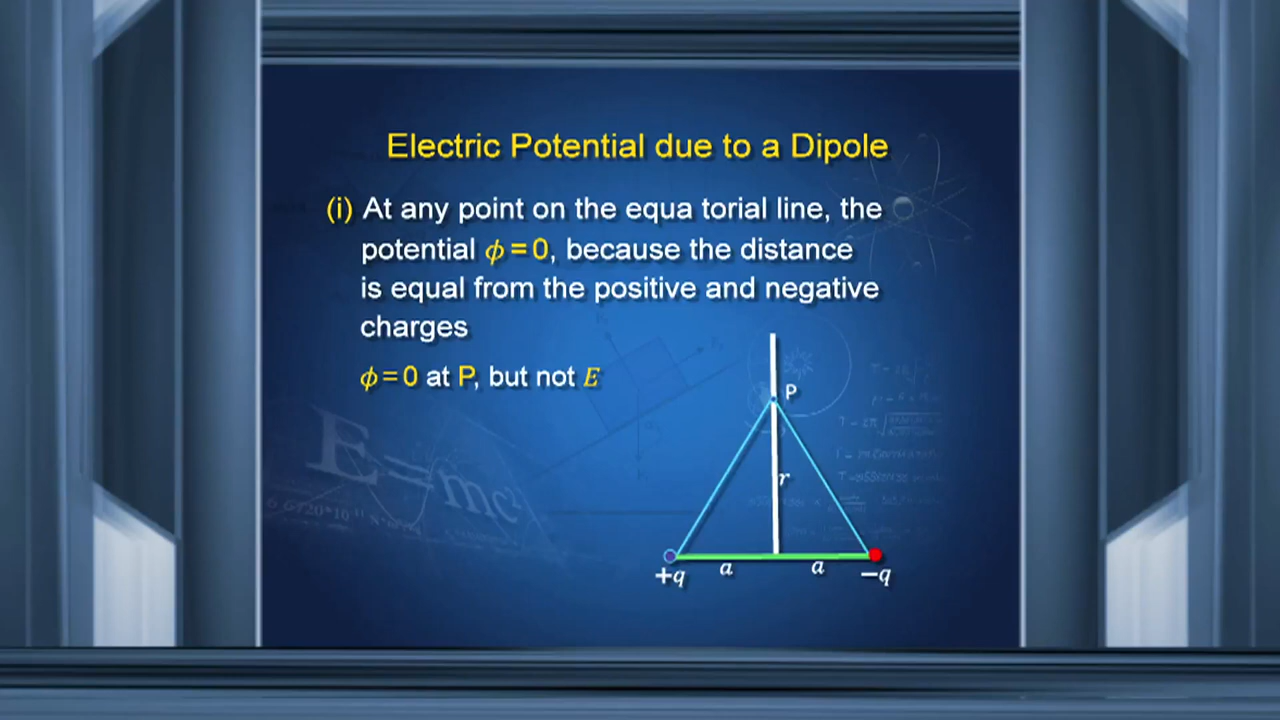 Electric Potential due to a Dipole
(i) At any point on the equa torial line, the
potential ϕ = 0, because the distance
is equal from the positive and negative
charges
ϕ = 0 at P, but not E
P
r
a
a
+q
−q
E=mc²